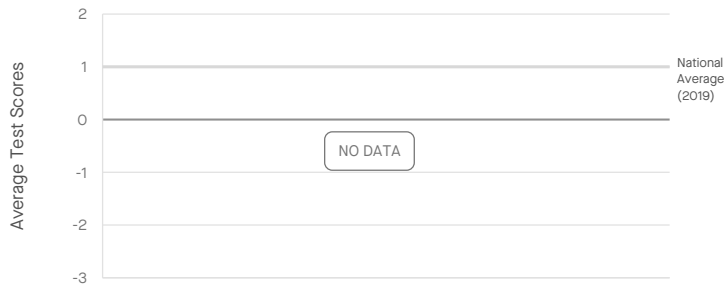 Average Test Scores
2
1
0
-1
-2
-3
National
Average
(2019)
NO DATA